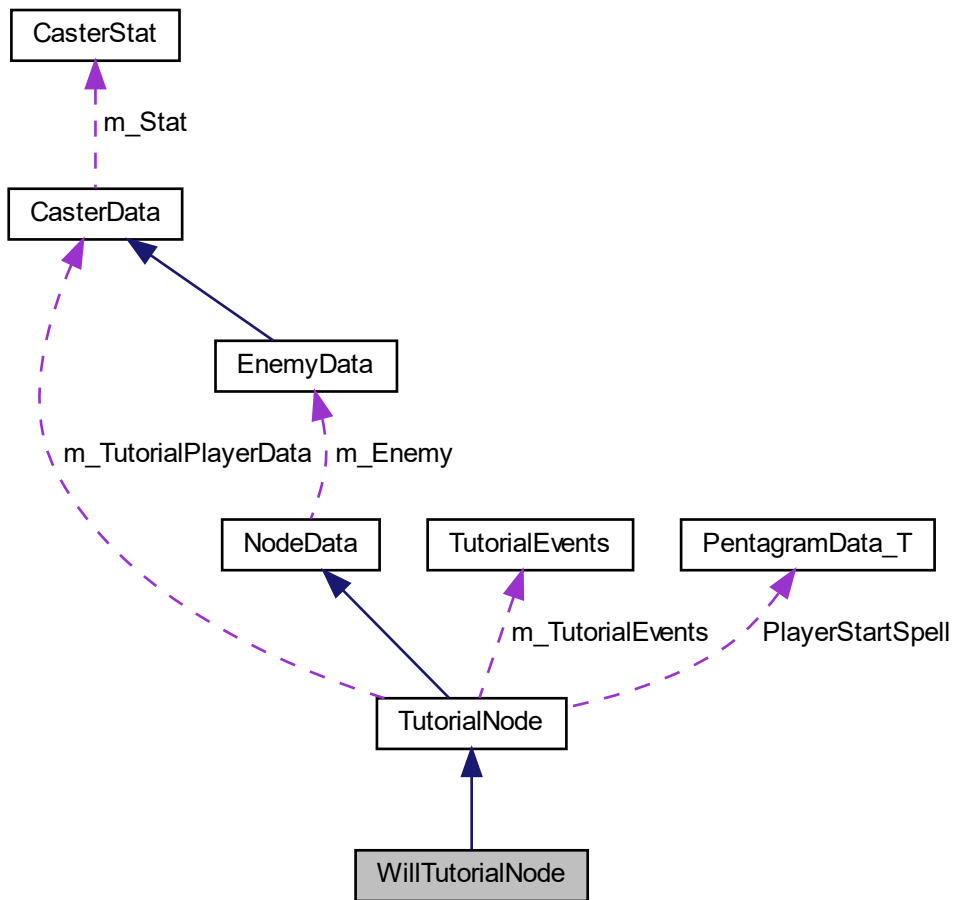 CasterStat
m_Stat
CasterData
EnemyData
m_TutorialPlayerData
m_Enemy
NodeData
TutorialEvents
PentagramData_T
m_TutorialEvents
PlayerStartSpell
TutorialNode
WillTutorialNode